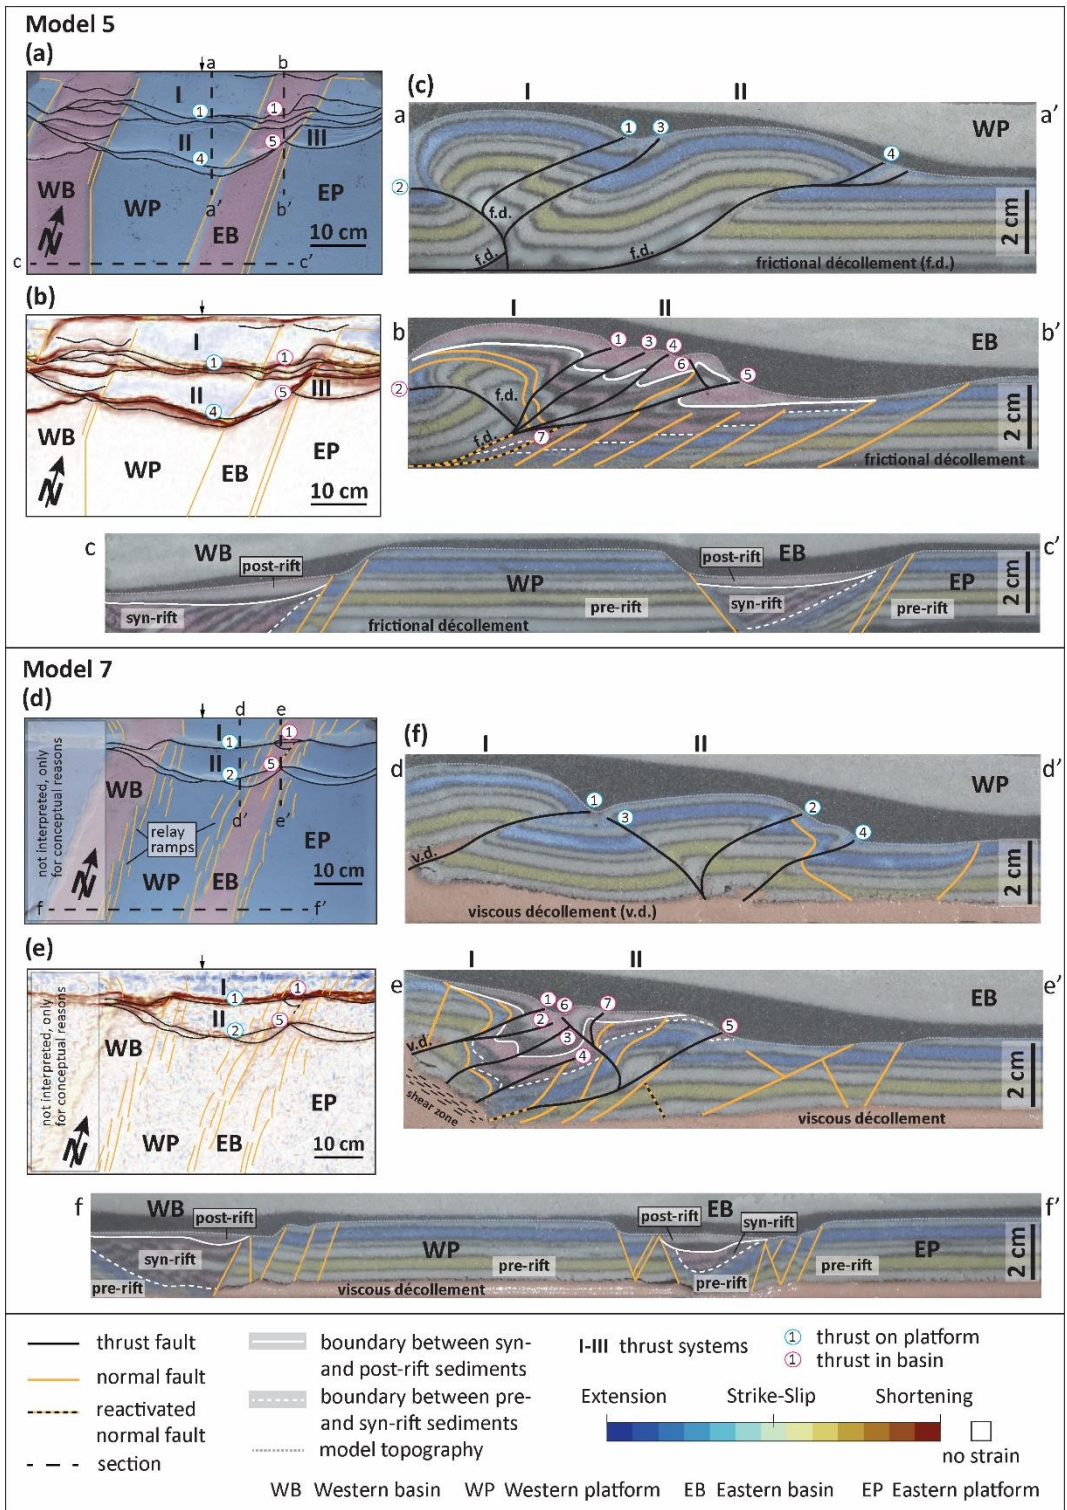 Model 5
(a)
a
b
I
1
1
II
III
5
4
WB
WP
a'
b'
EB
EP
N
10 cm
c
c'
(c)
I
II
a
a'
WP
1
3
4
2
f.d.
f.d.
f.d.
frictional décollement (f.d.)
2 cm
(b)
I
1
1
II
III
5
4
WB
WP
EB
EP
N
10 cm
I
II
b
b'
EB
1
3
4
6
5
2
f.d.
f.d.
7
frictional décollement
2 cm
c
c'
WB
post-rift
syn-rift
WP
pre-rift
EB
post-rift
syn-rift
EP
pre-rift
frictional décollement
2 cm
Model 7
(d)
d
e
not interpreted, only
for conceptual reasons
I
1
1
II
2
5
WB
d'
e'
relay
ramps
WP
EB
EP
N
10 cm
f
f'
(f)
I
II
d
d'
WP
1
3
2
4
v.d.
viscous décollement (v.d.)
2 cm
(e)
not interpreted, only
for conceptual reasons
I
1
1
II
2
5
WB
WP
EB
EP
N
10 cm
I
II
e
e'
EB
1
6
7
2
3
4
5
v.d.
shear zone
viscous décollement
2 cm
f
f'
WB
post-rift
syn-rift
pre-rift
WP
pre-rift
viscous décollement
EB
post-rift
syn-rift
pre-rift
EP
pre-rift
2 cm
thrust fault
normal fault
reactivated
normal fault
section
boundary between syn-
and post-rift sediments
boundary between pre-
and syn-rift sediments
model topography
I-III thrust systems
1 thrust on platform
1 thrust in basin
Extension Strike-Slip Shortening
no strain
WB Western basin WP Western platform EB Eastern basin EP Eastern platform